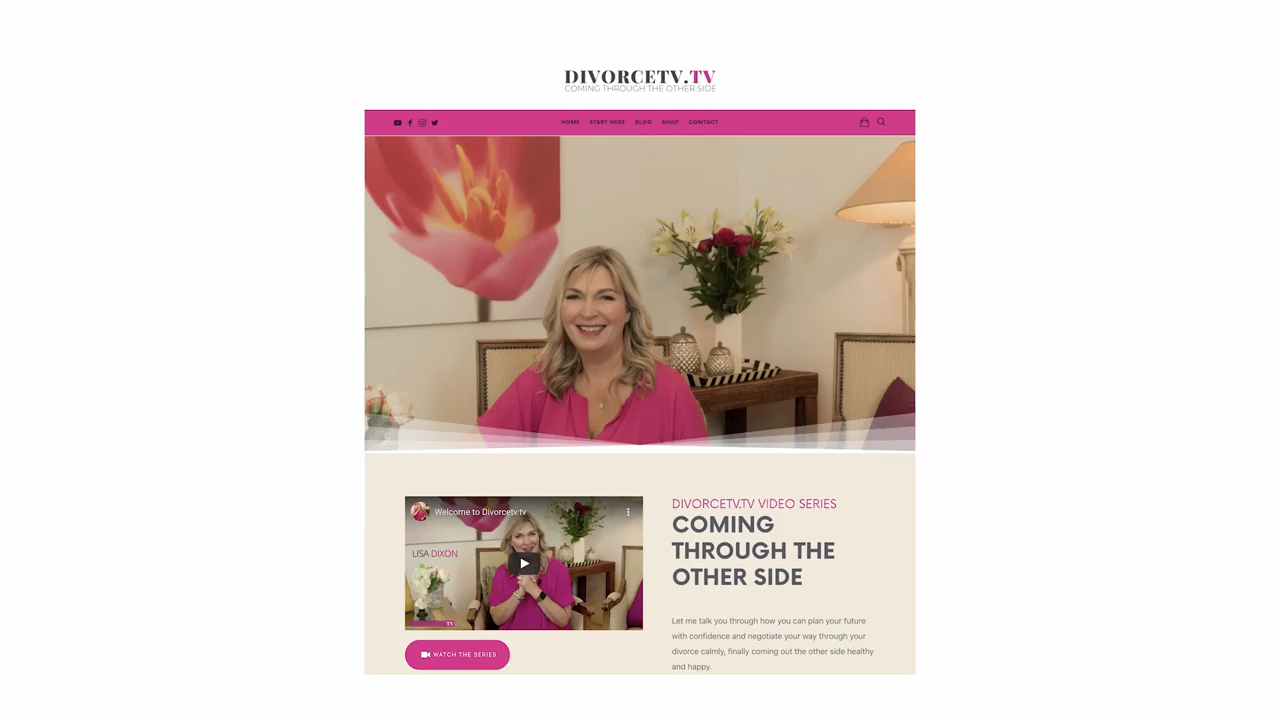 DIVORCETV.TV
COMING THROUGH THE OTHER SIDE
HOME START HERE BLOG SHOP CONTACT
Welcome to Divorcetv.tv
LISA DIXON
TV
WATCH THE SERIES
DIVORCETV.TV VIDEO SERIES
COMING
THROUGH THE
OTHER SIDE
Let me talk you through how you can plan your future
with confidence and negotiate your way through your
divorce calmly, finally coming out the other side healthy
and happy.